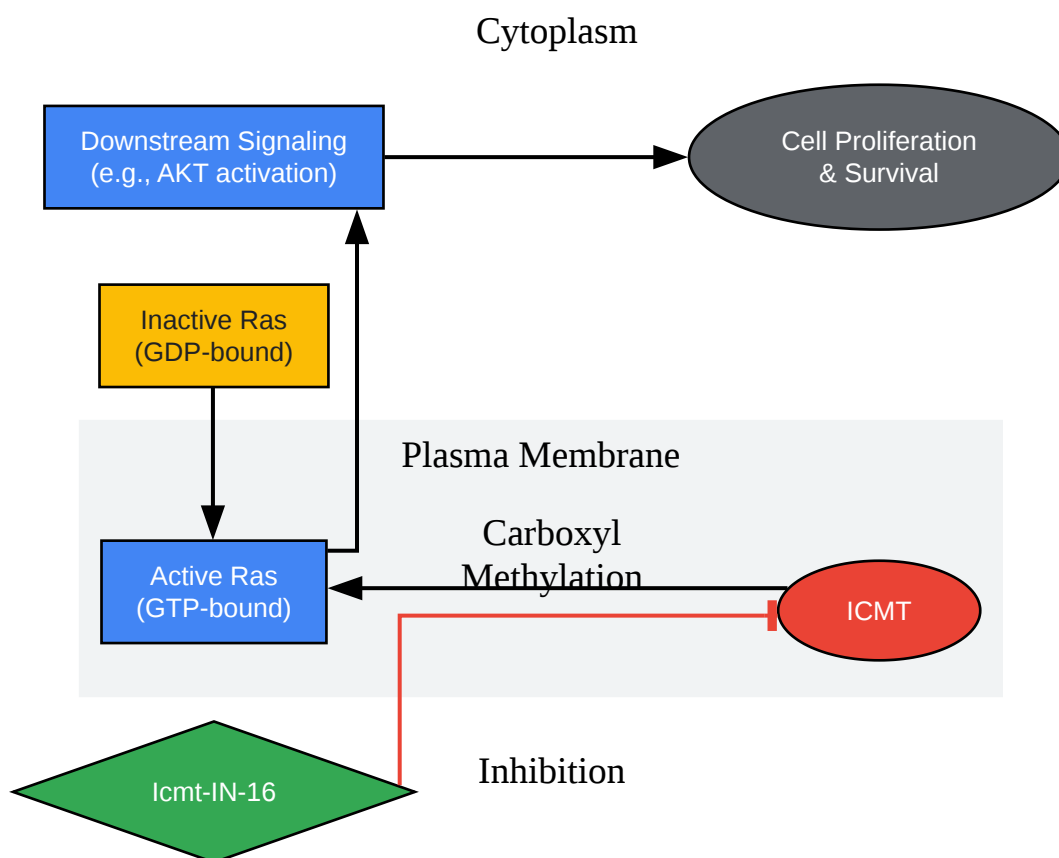 Cytoplasm
Downstream Signaling
(e.g., AKT activation)
Cell Proliferation
& Survival
Inactive Ras
(GDP-bound)
Plasma Membrane
Carboxyl
Methylation
Active Ras
(GTP-bound)
ICMT
Inhibition
Icmt-IN-16